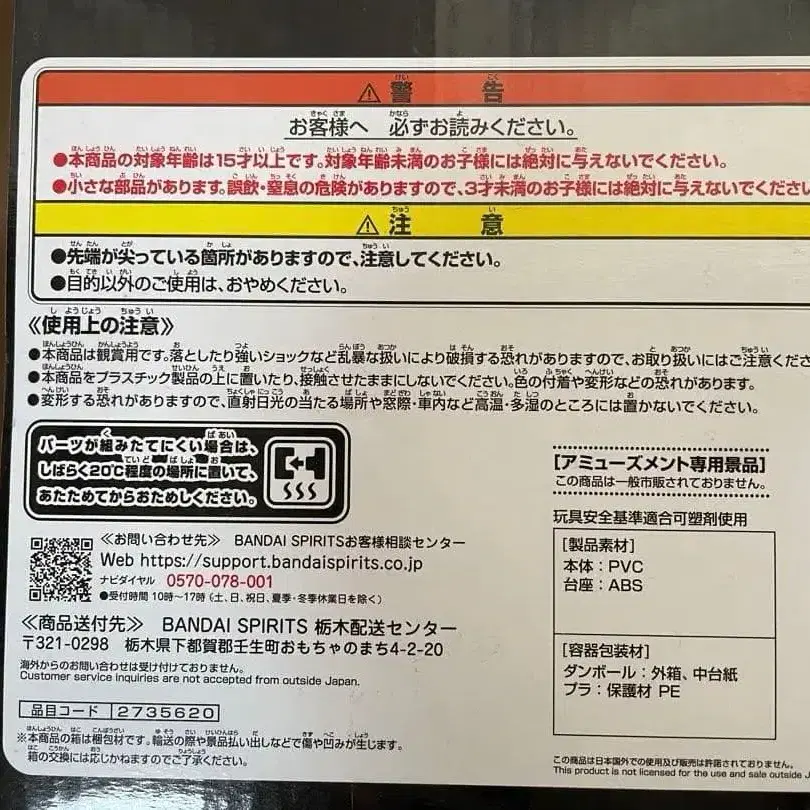 ⚠警　告
お客様へ 必ずお読みください。
●本商品の対象年齢は15才以上です。対象年齢未満のお子様には絶対に与えないでください。
●小さな部品があります。誤飲・窒息の危険がありますので、3才未満のお子様には絶対に与えないでください
⚠注　意
●先端が尖っている箇所がありますので、注意してください。
●目的以外のご使用は、おやめください。
《使用上の注意》
●本商品は観賞用です。落としたり強いショックなど乱暴な扱いにより破損する恐れがありますので、お取り扱いにはご注意くださ
●本商品をプラスチック製品の上に置いたり、接触させたままにしないでください。色の付着や変形などの恐れがあります。
●変形する恐れがありますので、直射日光の当たる場所や窓際・車内など高温・多湿のところには置かないでください。
パーツが組みたてにくい場合は、
しばらく20℃程度の場所に置いて、
あたためてからおためしください。
[アミューズメント専用景品]
この商品は一般市販されておりません。
玩具安全基準適合可塑剤使用
[製品素材]
本体：PVC
台座：ABS
[容器包装材]
ダンボール：外箱、中台紙
プラ：保護材 PE
《お問い合わせ先》 BANDAI SPIRITSお客様相談センター
Web https://support.bandaispirits.co.jp
ナビダイヤル 0570-078-001
●受付時間 10時〜17時（土、日、祝日、夏季・冬季休業日を除く）
《商品送付先》 BANDAI SPIRITS 栃木配送センター
〒321-0298 栃木県下都賀郡壬生町おもちゃのまち4-2-20
海外からのお問い合わせは受け付けておりません。
Customer service inquiries are not accepted from outside Japan.
品目コード 2735620
※本商品の箱は梱包材です。輸送の際や景品払い出しなどで傷や凹みが生じます。
箱の交換には応じかねますのでご了承ください。
この商品は日本国外での使用及び販売は許諾されておりません。
This product is not licensed for the use and sale outside J